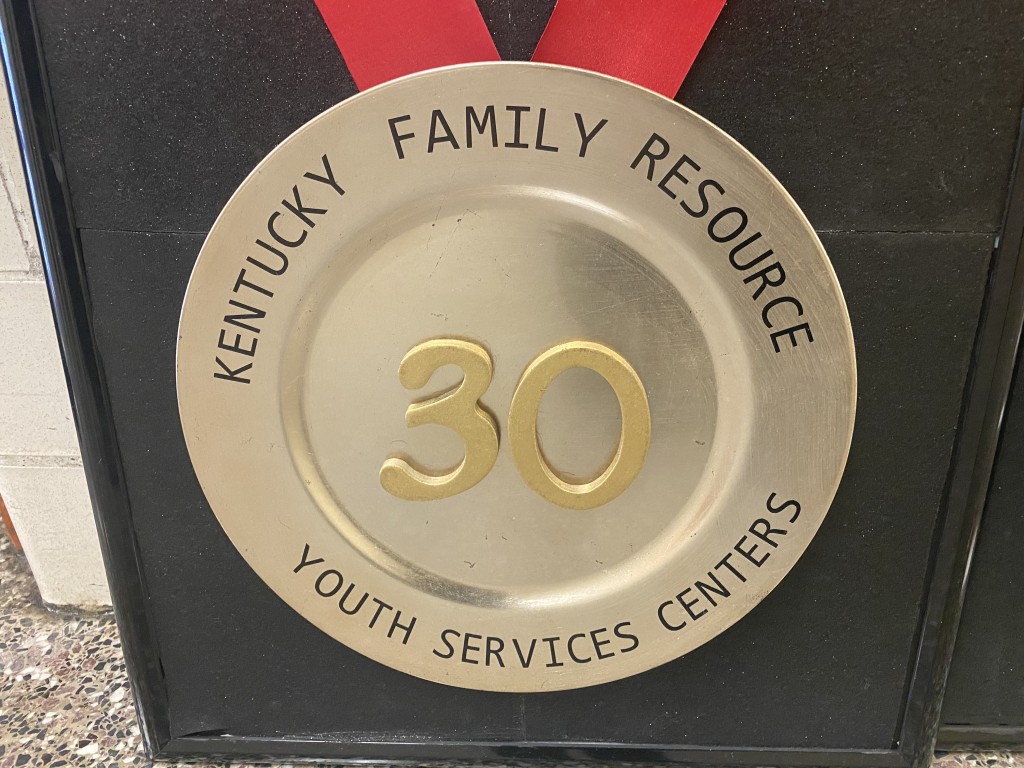 KENTUCKY FAMILY RESOURCE
30
YOUTH SERVICES CENTERS